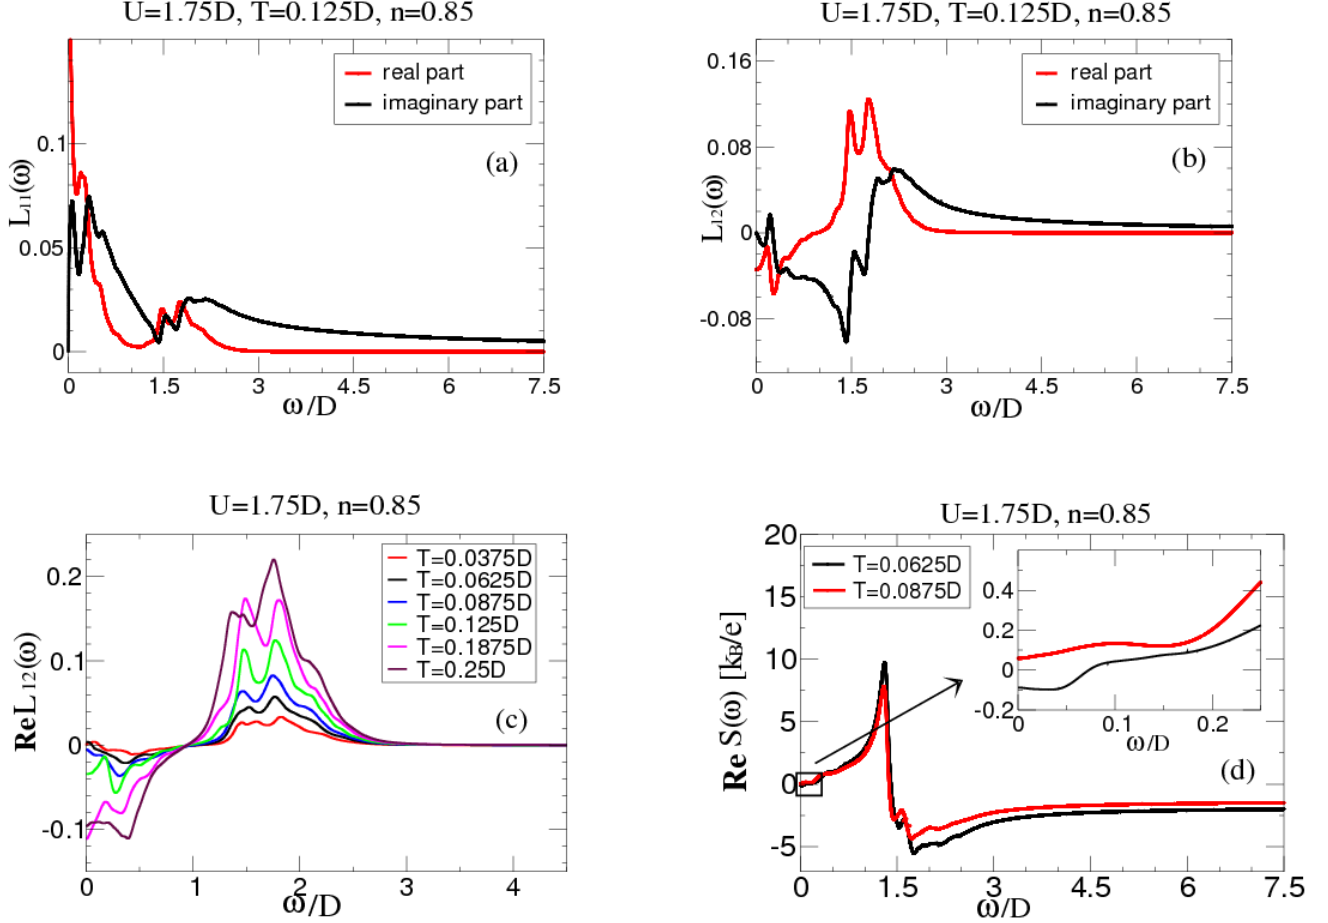 U=1.75D, T=0.125D, n=0.85
real part
imaginary part
(a)
L11(ω)
0.1
0.05
0
0 1.5 3 4.5 6 7.5
ω/D
U=1.75D, T=0.125D, n=0.85
real part
imaginary part
(b)
L12(ω)
0.16
0.08
0
-0.08
0 1.5 3 4.5 6 7.5
ω/D
U=1.75D, n=0.85
T=0.0375D
T=0.0625D
T=0.0875D
T=0.125D
T=0.1875D
T=0.25D
(c)
ReL12(ω)
0.2
0.1
0
-0.1
0 1 2 3 4
ω/D
U=1.75D, n=0.85
T=0.0625D
T=0.0875D
Re S(ω) [kB/e]
20
15
10
5
0
-5
0 1.5 3 4.5 6 7.5
ω/D
0.4
0.2
0
-0.2
0 0.1 0.2
ω/D
(d)